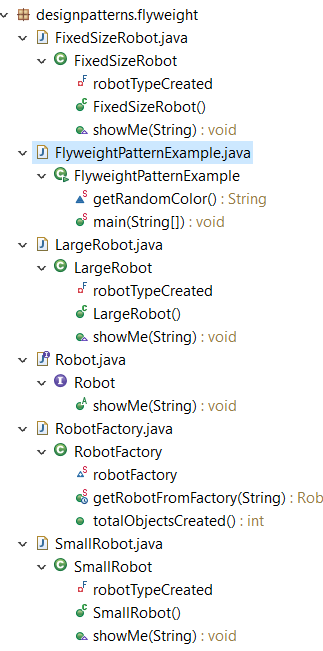 designpatterns.flyweight
FixedSizeRobot.java
FixedSizeRobot
robotTypeCreated
FixedSizeRobot()
showMe(String) : void
FlyweightPatternExample.java
FlyweightPatternExample
getRandomColor() : String
main(String[]) : void
LargeRobot.java
LargeRobot
robotTypeCreated
LargeRobot()
showMe(String) : void
Robot.java
Robot
showMe(String) : void
RobotFactory.java
RobotFactory
robotFactory
getRobotFromFactory(String) : Rob
totalObjectsCreated() : int
SmallRobot.java
SmallRobot
robotTypeCreated
SmallRobot()
showMe(String) : void